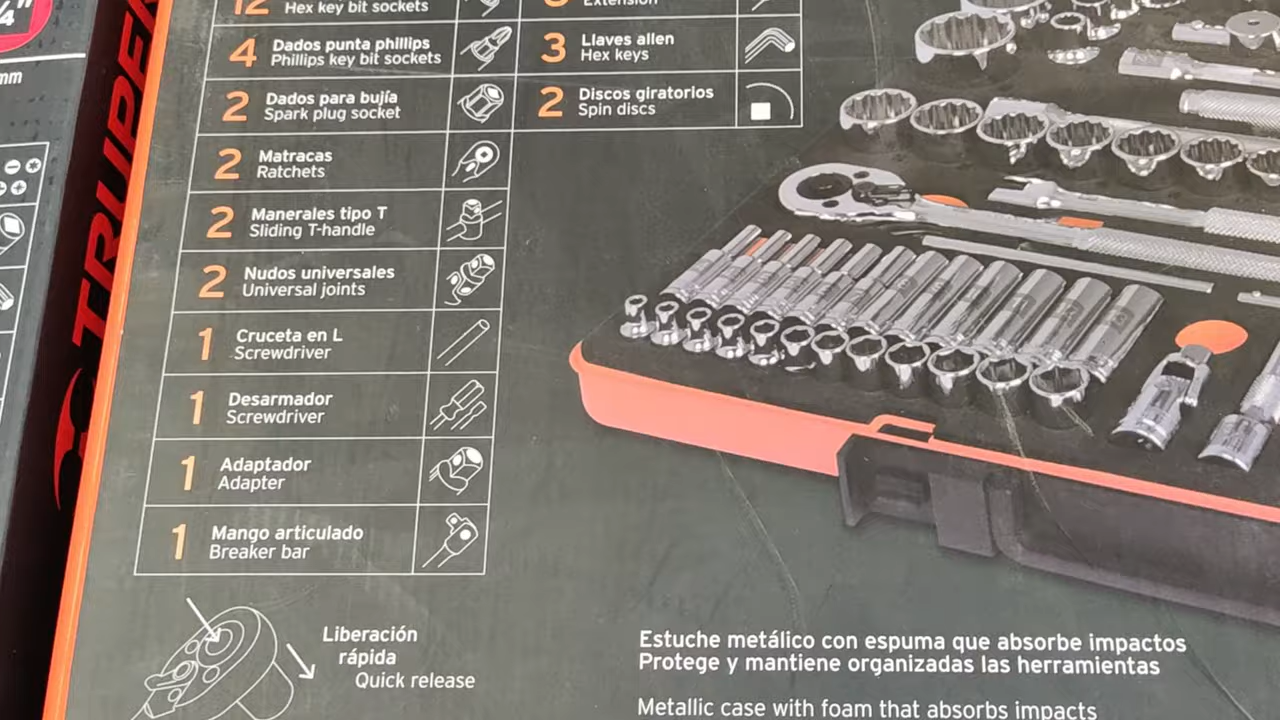 4"
mm
TRUPER
12
Hex key bit sockets
4
Dados punta phillips
Phillips key bit sockets
2
Dados para bujía
Spark plug socket
2
Matracas
Ratchets
2
Manerales tipo T
Sliding T-handle
2
Nudos universales
Universal joints
1
Cruceta en L
Screwdriver
1
Desarmador
Screwdriver
1
Adaptador
Adapter
1
Mango articulado
Breaker bar
Extension
3
Llaves allen
Hex keys
2
Discos giratorios
Spin discs
Liberación
rápida
Quick release
Estuche metálico con espuma que absorbe impactos
Protege y mantiene organizadas las herramientas
Metallic case with foam that absorbs impacts